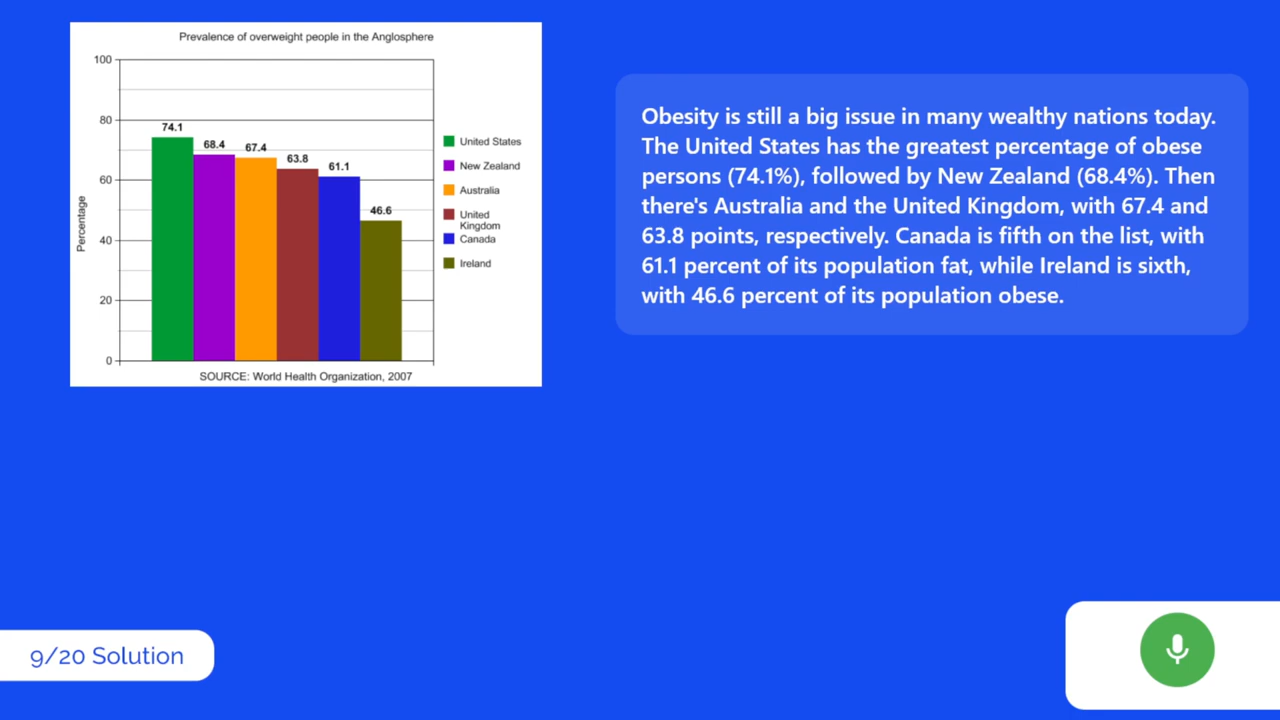 Prevalence of overweight people in the Anglosphere
100
80
60
40
20
0
Percentage
74.1
68.4
67.4
63.8
61.1
46.6
United States
New Zealand
Australia
United
Kingdom
Canada
Ireland
SOURCE: World Health Organization, 2007
Obesity is still a big issue in many wealthy nations today.
The United States has the greatest percentage of obese
persons (74.1%), followed by New Zealand (68.4%). Then
there's Australia and the United Kingdom, with 67.4 and
63.8 points, respectively. Canada is fifth on the list, with
61.1 percent of its population fat, while Ireland is sixth,
with 46.6 percent of its population obese.
9/20 Solution